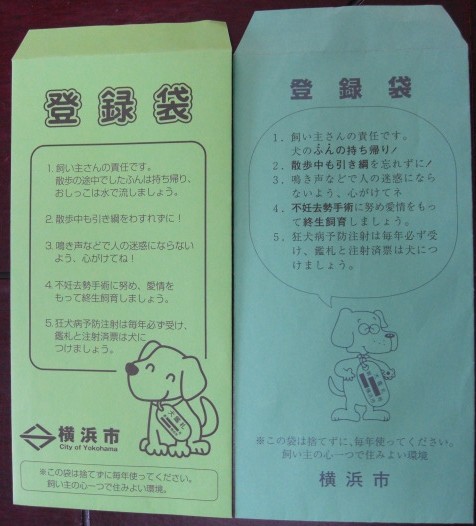 登録袋
1. 飼い主さんの責任です。
散歩の途中でしたふんは持ち帰り、
おしっこは水で流しましょう。
2. 散歩中も引き綱をわすれずに！
3. 鳴き声などで人の迷惑にならない
よう、心がけてね！
4. 不妊去勢手術に努め、愛情を
もって終生飼育しましょう。
5. 狂犬病予防注射は毎年必ず受け、
鑑札と注射済票は犬に
つけましょう。
犬鑑札
横浜市
City of Yokohama
※この袋は捨てずに毎年使ってください。
飼い主の心一つで住みよい環境。
登録袋
1. 飼い主さんの責任です。
犬のふんの持ち帰り！
2. 散歩中も引き綱を忘れずに！
3. 鳴き声などで人の迷惑になら
ないよう、心がけてネ
4. 不妊去勢手術に努め愛情をもっ
て終生飼育しましょう。
5. 狂犬病予防注射は毎年必ず受
け、鑑札と注射済票は犬につ
けましょう。
※この袋は捨てずに、毎年使ってください。
飼い主の心一つで住みよい環境
横浜市